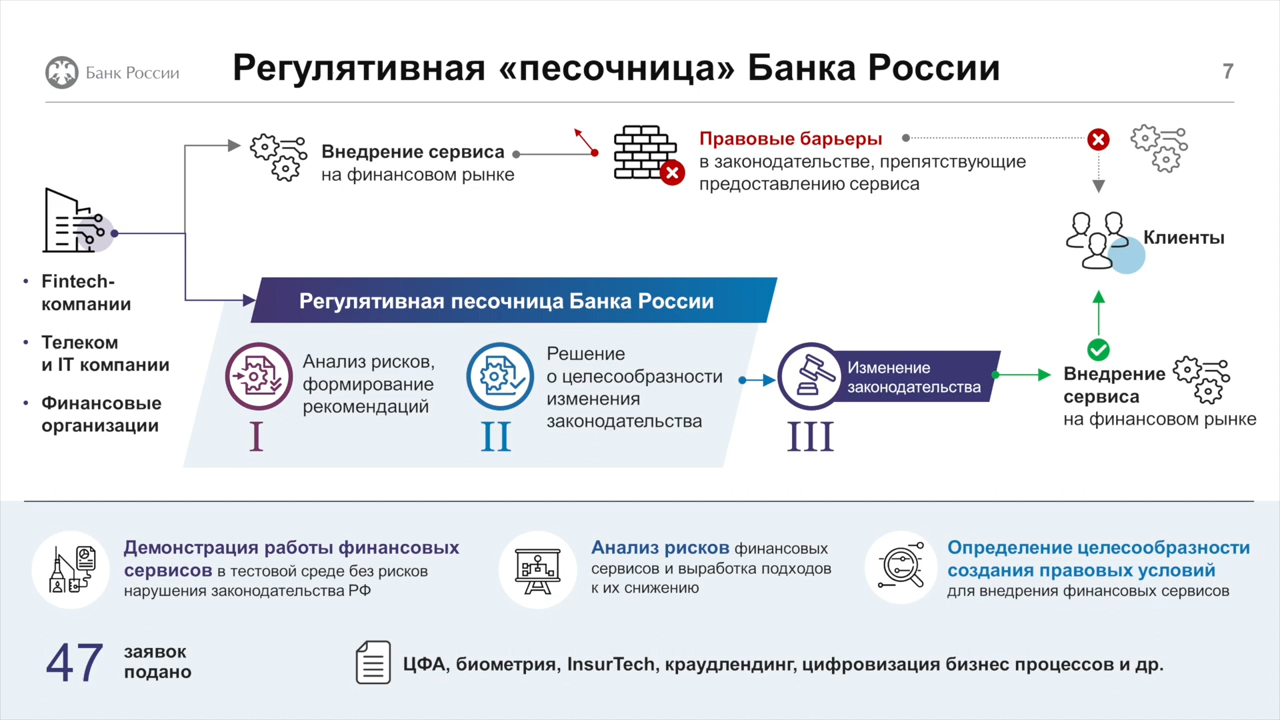 Банк России
Регулятивная «песочница» Банка России
7
Внедрение сервиса
на финансовом рынке
Правовые барьеры
в законодательстве, препятствующие
предоставлению сервиса
Клиенты
• Fintech-
компании
• Телеком
и IT компании
• Финансовые
организации
Регулятивная песочница Банка России
Анализ рисков,
формирование
рекомендаций
I
Решение
о целесообразности
изменения
законодательства
II
Изменение
законодательства
III
Внедрение
сервиса
на финансовом рынке
Демонстрация работы финансовых
сервисов в тестовой среде без рисков
нарушения законодательства РФ
Анализ рисков финансовых
сервисов и выработка подходов
к их снижению
Определение целесообразности
создания правовых условий
для внедрения финансовых сервисов
47
заявок
подано
ЦФА, биометрия, InsurTech, краудлендинг, цифровизация бизнес процессов и др.